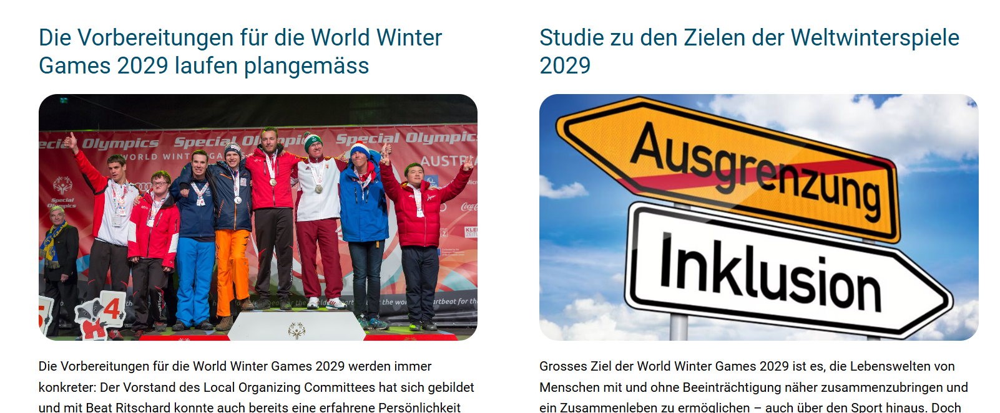 Die Vorbereitungen für die World Winter
Games 2029 laufen plangemäss
Special Olympics
Special Olympics
WORLD WINTER GA
AUSTRIA
Special
Olympics
4
5
Die Vorbereitungen für die World Winter Games 2029 werden immer
konkreter: Der Vorstand des Local Organizing Committees hat sich gebildet
und mit Beat Ritschard konnte auch bereits eine erfahrene Persönlichkeit
Studie zu den Zielen der Weltwinterspiele
2029
Ausgrenzung
Inklusion
Grosses Ziel der World Winter Games 2029 ist es, die Lebenswelten von
Menschen mit und ohne Beeinträchtigung näher zusammenzubringen und
ein Zusammenleben zu ermöglichen – auch über den Sport hinaus. Doch